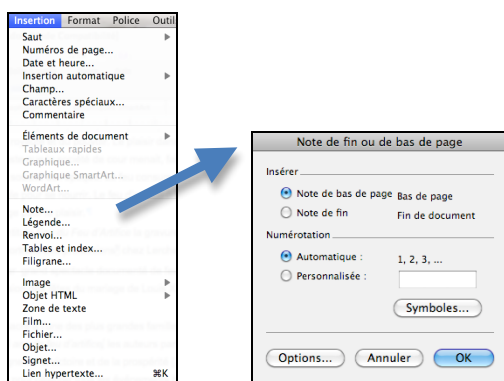 Insertion Format Police Outil
Saut
Numéros de page...
Date et heure...
Insertion automatique
Champ...
Caractères spéciaux...
Commentaire
Éléments de document
Tableaux rapides
Graphique...
Graphique SmartArt...
WordArt...
Note...
Légende...
Renvoi...
Tables et index...
Filigrane...
Image
Objet HTML
Zone de texte
Film...
Fichier...
Objet...
Signet...
Lien hypertexte... ⌘K
Note de fin ou de bas de page
Insérer
Note de bas de page Bas de page
Note de fin Fin de document
Numérotation
Automatique : 1, 2, 3, ...
Personnalisée :
Symboles...
Options... Annuler OK